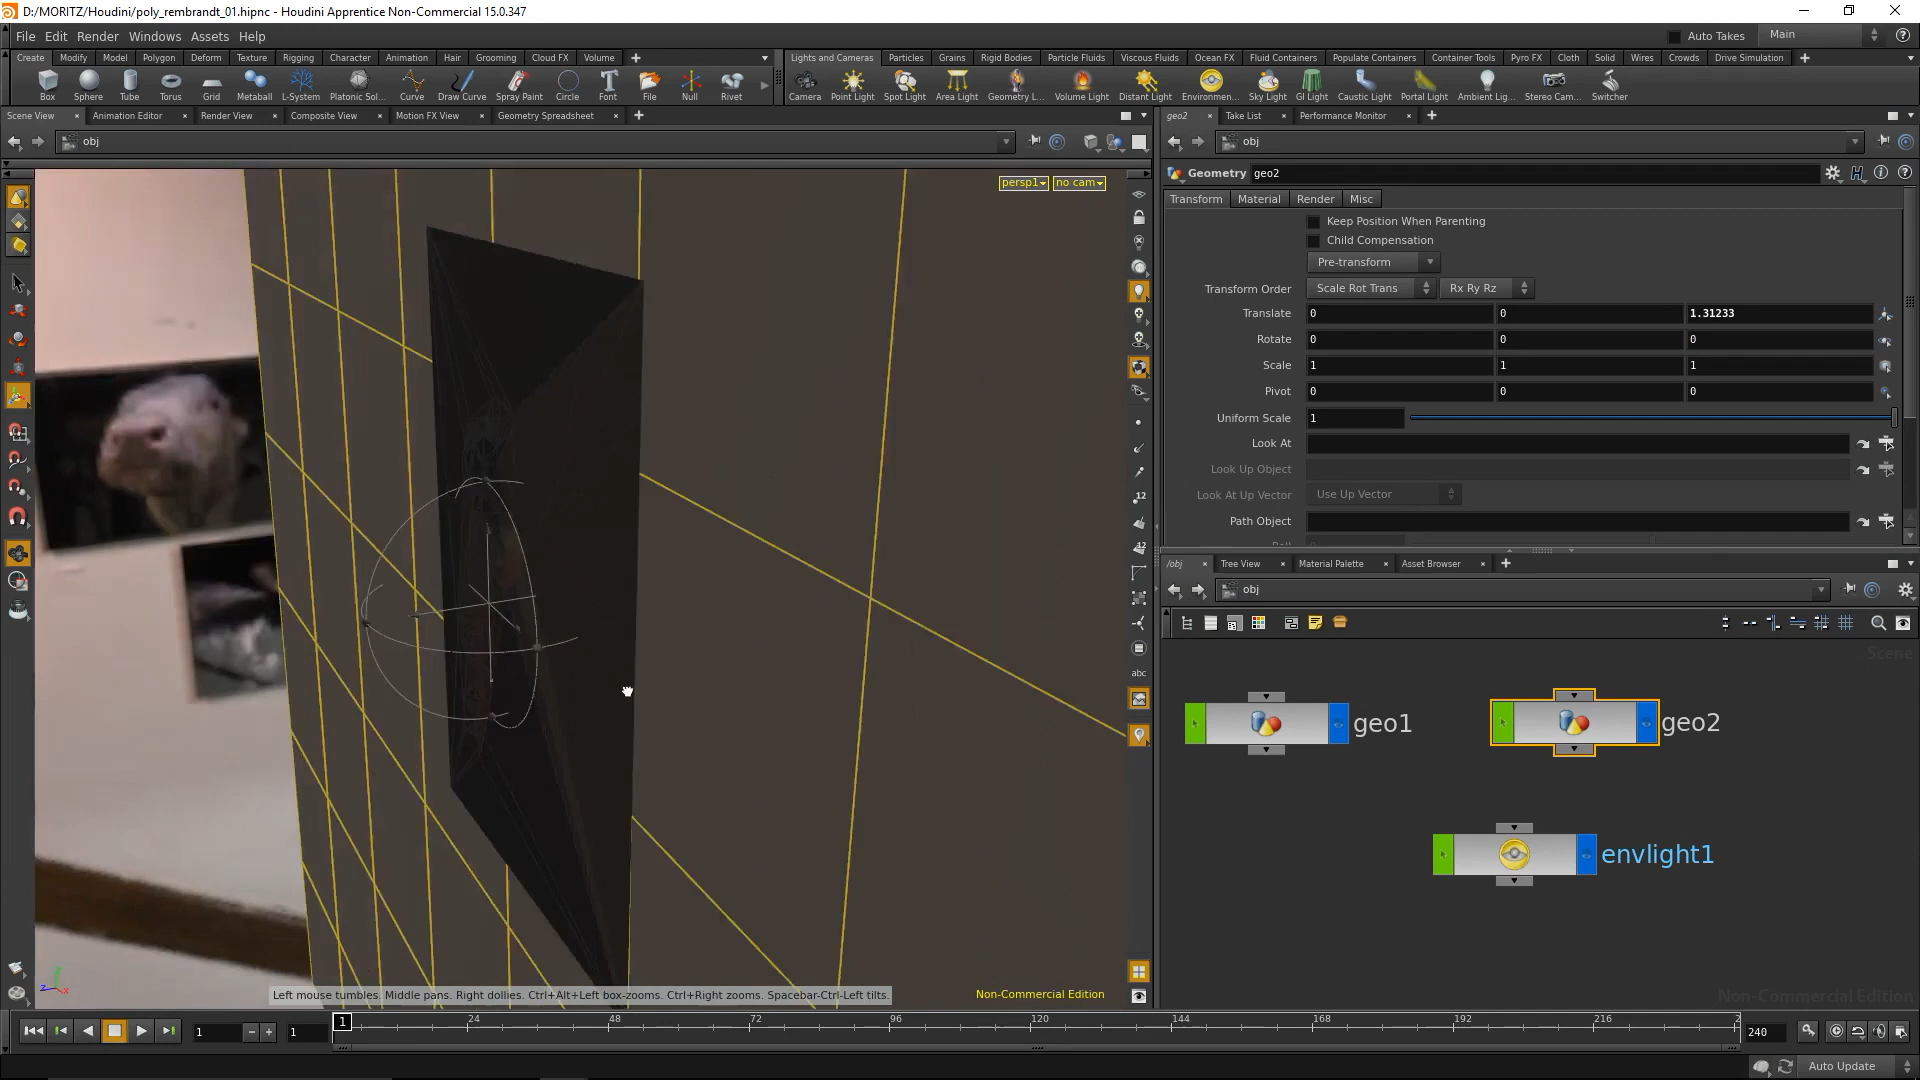 D:/MORITZ/Houdini/poly_rembrandt_01.hipnc - Houdini Apprentice Non-Commercial 15.0.347
File Edit Render Windows Assets Help
Auto Takes Main
Create Modify Model Polygon Deform Texture Rigging Character Animation Hair Grooming Cloud FX Volume
Lights and Cameras Particles Grains Rigid Bodies Particle Fluids Viscous Fluids Ocean FX Fluid Containers Populate Containers Container Tools Pyro FX Cloth Solid Wires Crowds Drive Simulation
Box Sphere Tube Torus Grid Metaball L-System Platonic Sol... Curve Draw Curve Spray Paint Circle Font File Null Rivet
Camera Point Light Spot Light Area Light Geometry L... Volume Light Distant Light Environmen... Sky Light GI Light Caustic Light Portal Light Ambient Lig... Stereo Cam... Switcher
Scene View Animation Editor Render View Composite View Motion FX View Geometry Spreadsheet
geo2 Take List Performance Monitor
obj
obj
persp1 no cam
Geometry geo2
Transform Material Render Misc
Keep Position When Parenting
Child Compensation
Pre-transform
Transform Order Scale Rot Trans Rx Ry Rz
Translate 0 0 1.31233
Rotate 0 0 0
Scale 1 1 1
Pivot 0 0 0
Uniform Scale 1
Look At
Look Up Object
Look At Up Vector Use Up Vector
Path Object
/obj Tree View Material Palette Asset Browser
obj
12
12
abc
Scene
geo1
geo2
envlight1
z x
Left mouse tumbles. Middle pans. Right dollies. Ctrl+Alt+Left box-zooms. Ctrl+Right zooms. Spacebar-Ctrl-Left tilts.
Non-Commercial Edition
Non-Commercial Edition
1 1 1 24 48 72 96 120 144 168 192 216 2 240
Auto Update